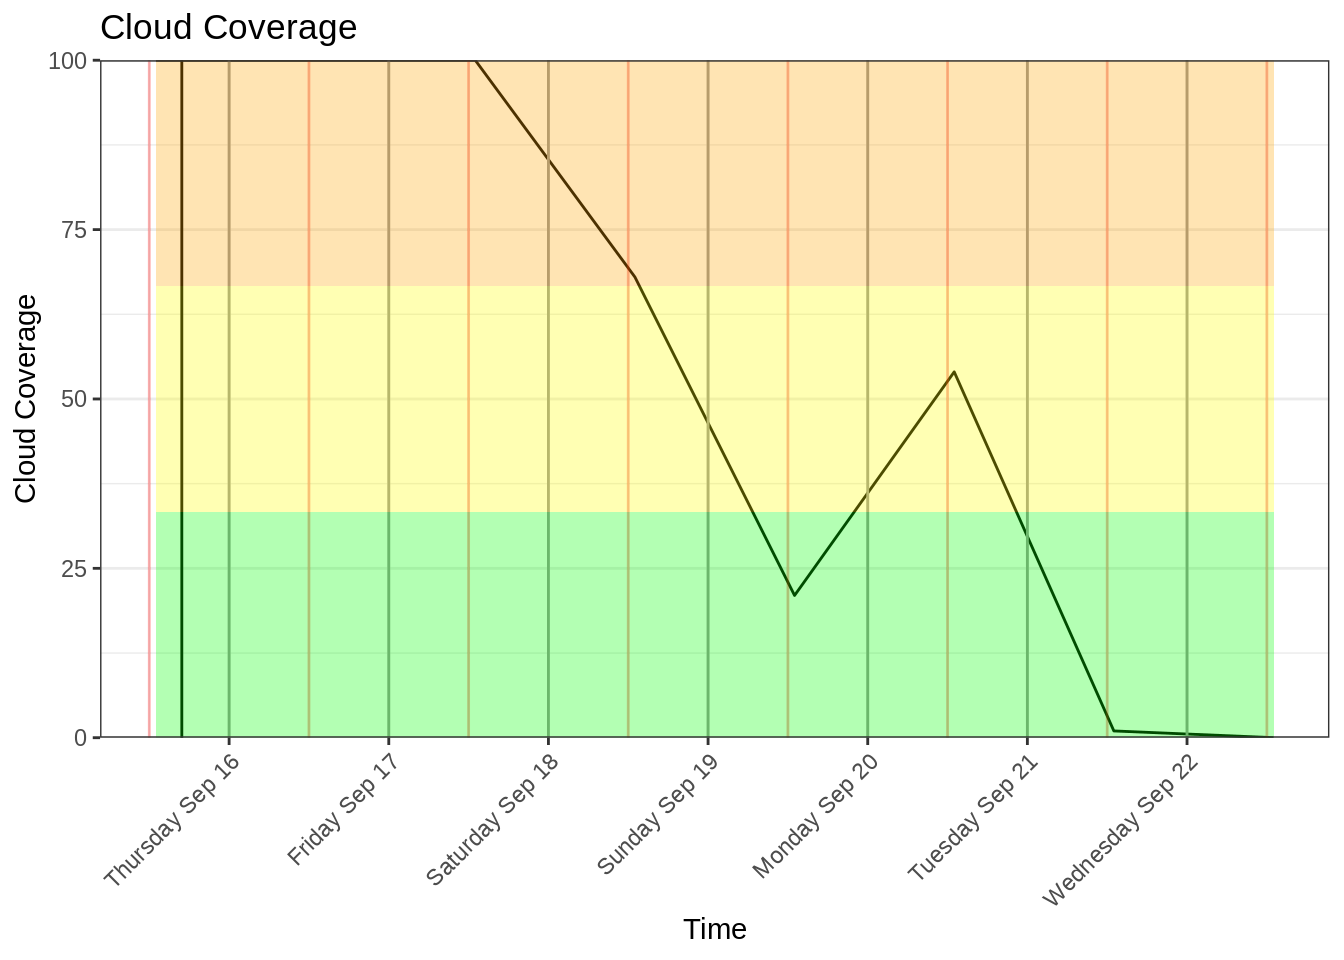 Cloud Coverage
100
75
50
25
0
Cloud Coverage
Thursday Sep 16
Friday Sep 17
Saturday Sep 18
Sunday Sep 19
Monday Sep 20
Tuesday Sep 21
Wednesday Sep 22
Time